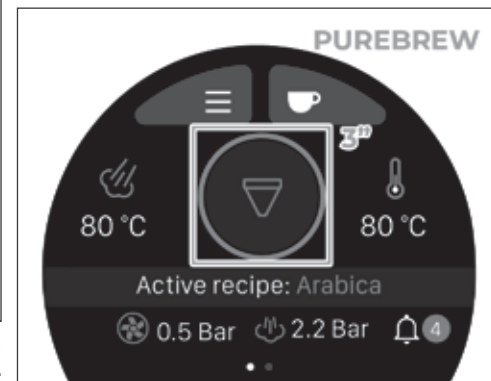 PUREBREW
3"
80 °C
80 °C
Active recipe: Arabica
0.5 Bar 2.2 Bar 4